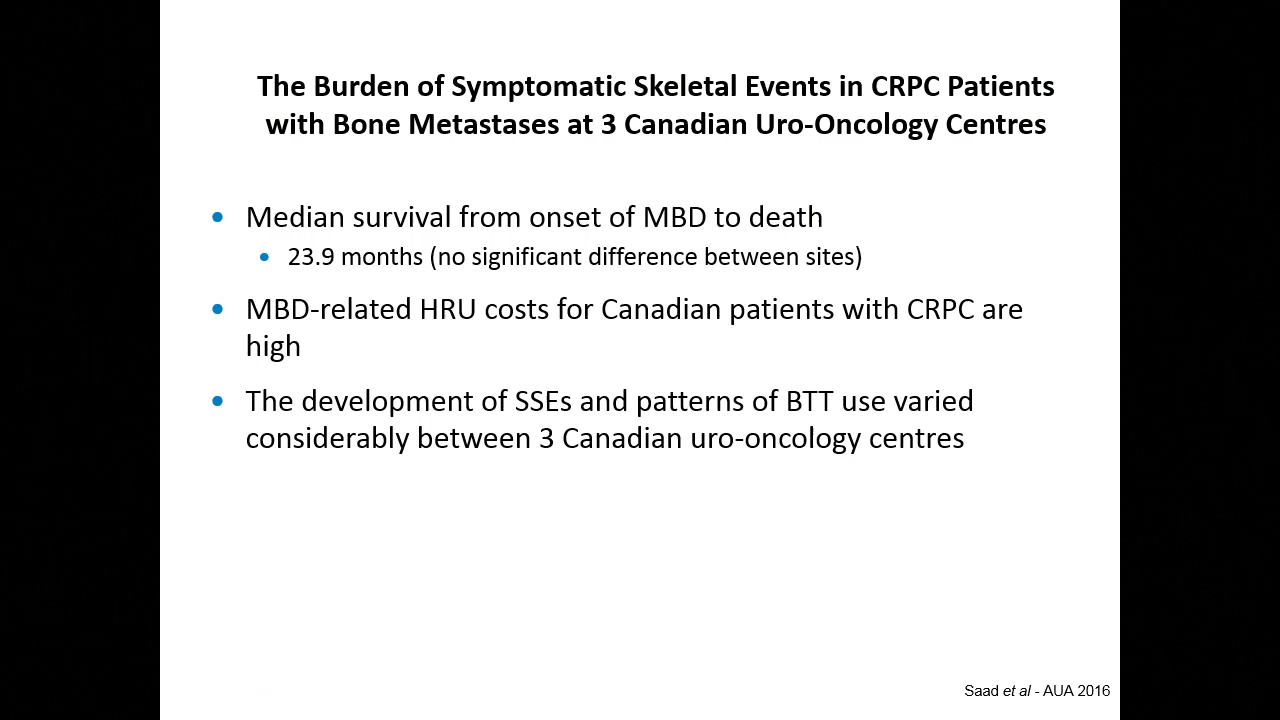 The Burden of Symptomatic Skeletal Events in CRPC Patients
with Bone Metastases at 3 Canadian Uro-Oncology Centres
• Median survival from onset of MBD to death
• 23.9 months (no significant difference between sites)
• MBD-related HRU costs for Canadian patients with CRPC are
high
• The development of SSEs and patterns of BTT use varied
considerably between 3 Canadian uro-oncology centres
Saad et al - AUA 2016